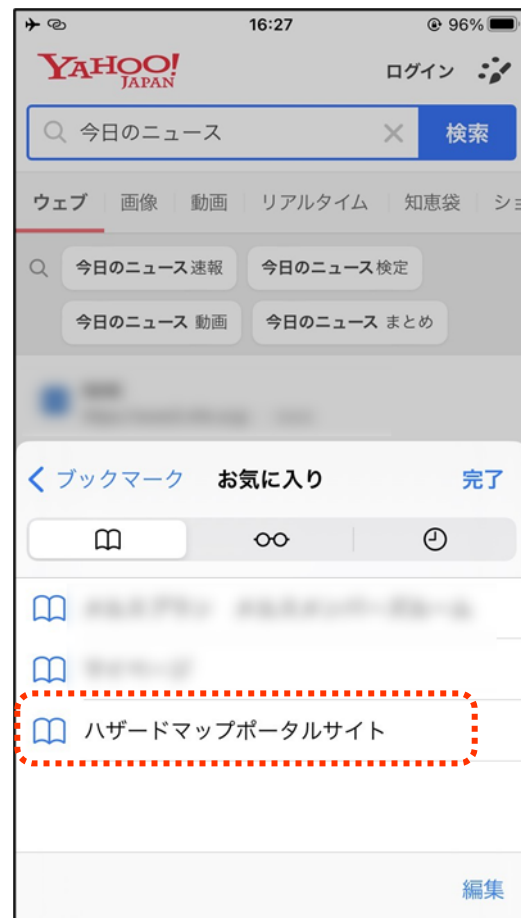 16:27
96%
YAHOO!
JAPAN
ログイン
今日のニュース
検索
ウェブ 画像 動画 リアルタイム 知恵袋 ショ
今日のニュース速報 今日のニュース検定
今日のニュース 動画 今日のニュース まとめ
ブックマーク お気に入り 完了
ハザードマップポータルサイト
編集